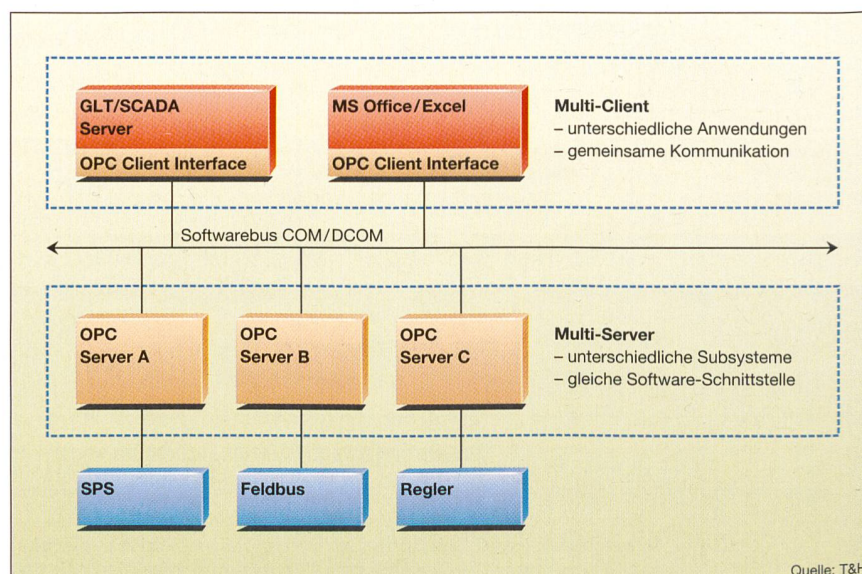 GLT/SCADA
Server
OPC Client Interface
MS Office/Excel
OPC Client Interface
Multi-Client
– unterschiedliche Anwendungen
– gemeinsame Kommunikation
Softwarebus COM/DCOM
OPC
Server A
OPC
Server B
OPC
Server C
Multi-Server
– unterschiedliche Subsysteme
– gleiche Software-Schnittstelle
SPS
Feldbus
Regler
Quelle: T&H